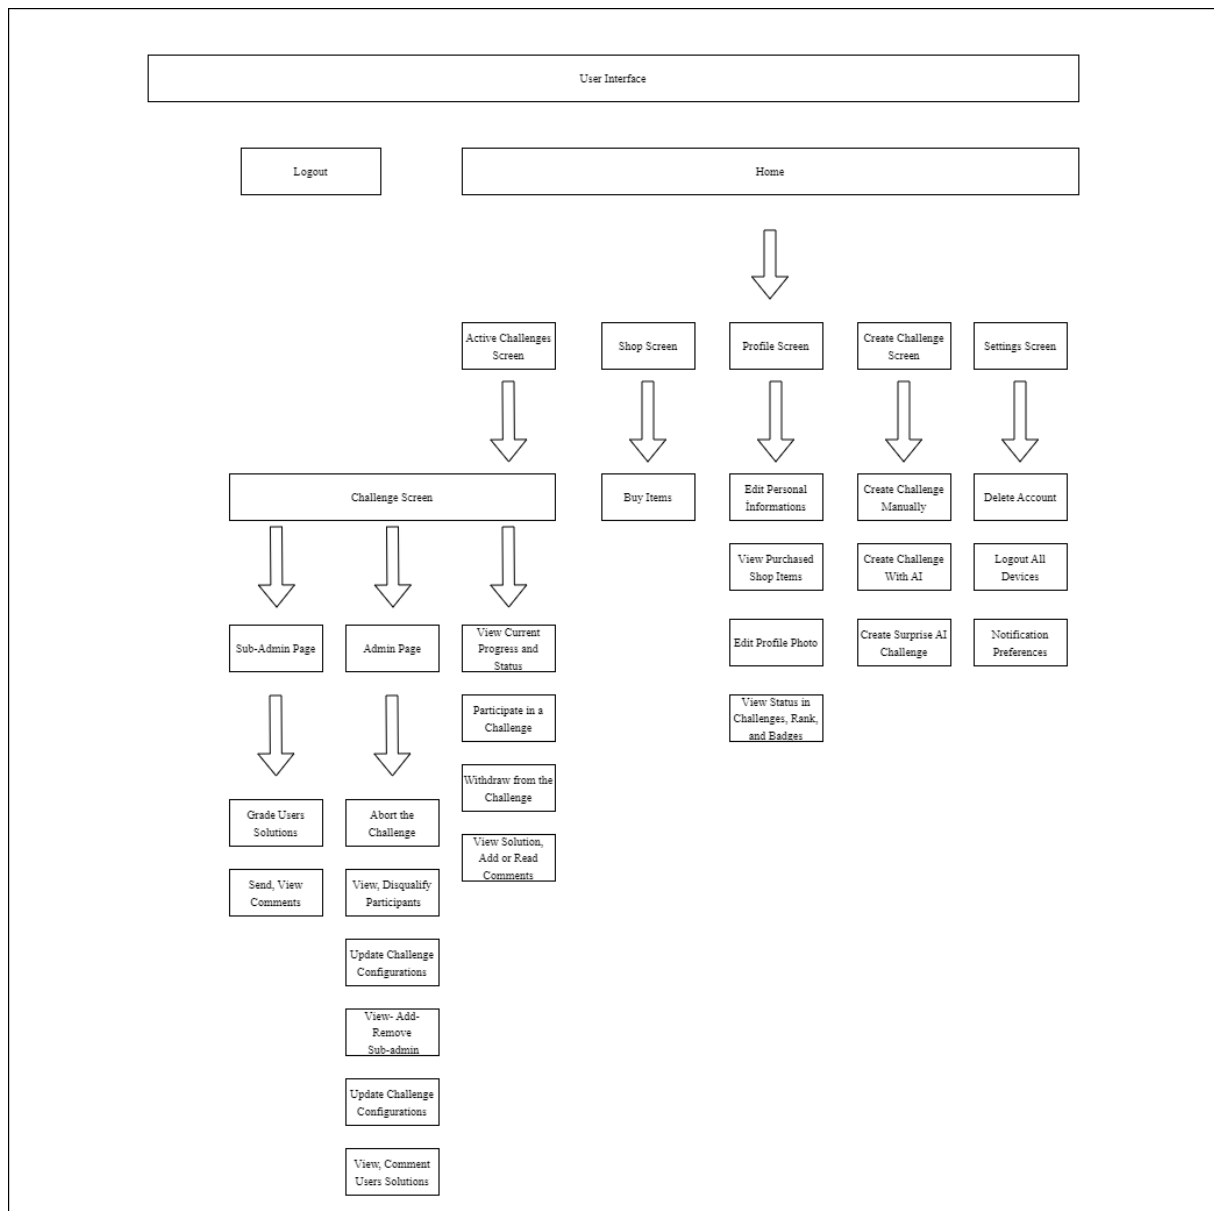 User Interface
Logout
Home
Active Challenges
Screen
Shop Screen
Profile Screen
Create Challenge
Screen
Settings Screen
Challenge Screen
Buy Items
Edit Personal
İnformations
Create Challenge
Manually
Delete Account
View Purchased
Shop Items
Create Challenge
With AI
Logout All
Devices
Sub-Admin Page
Admin Page
View Current
Progress and
Status
Edit Profile Photo
Create Surprise AI
Challenge
Notification
Preferences
Participate in a
Challenge
View Status in
Challenges, Rank,
and Badges
Withdraw from the
Challenge
Grade Users
Solutions
Abort the
Challenge
View Solution,
Add or Read
Comments
Send, View
Comments
View, Disqualify
Participants
Update Challenge
Configurations
View- Add-
Remove
Sub-admin
Update Challenge
Configurations
View, Comment
Users Solutions